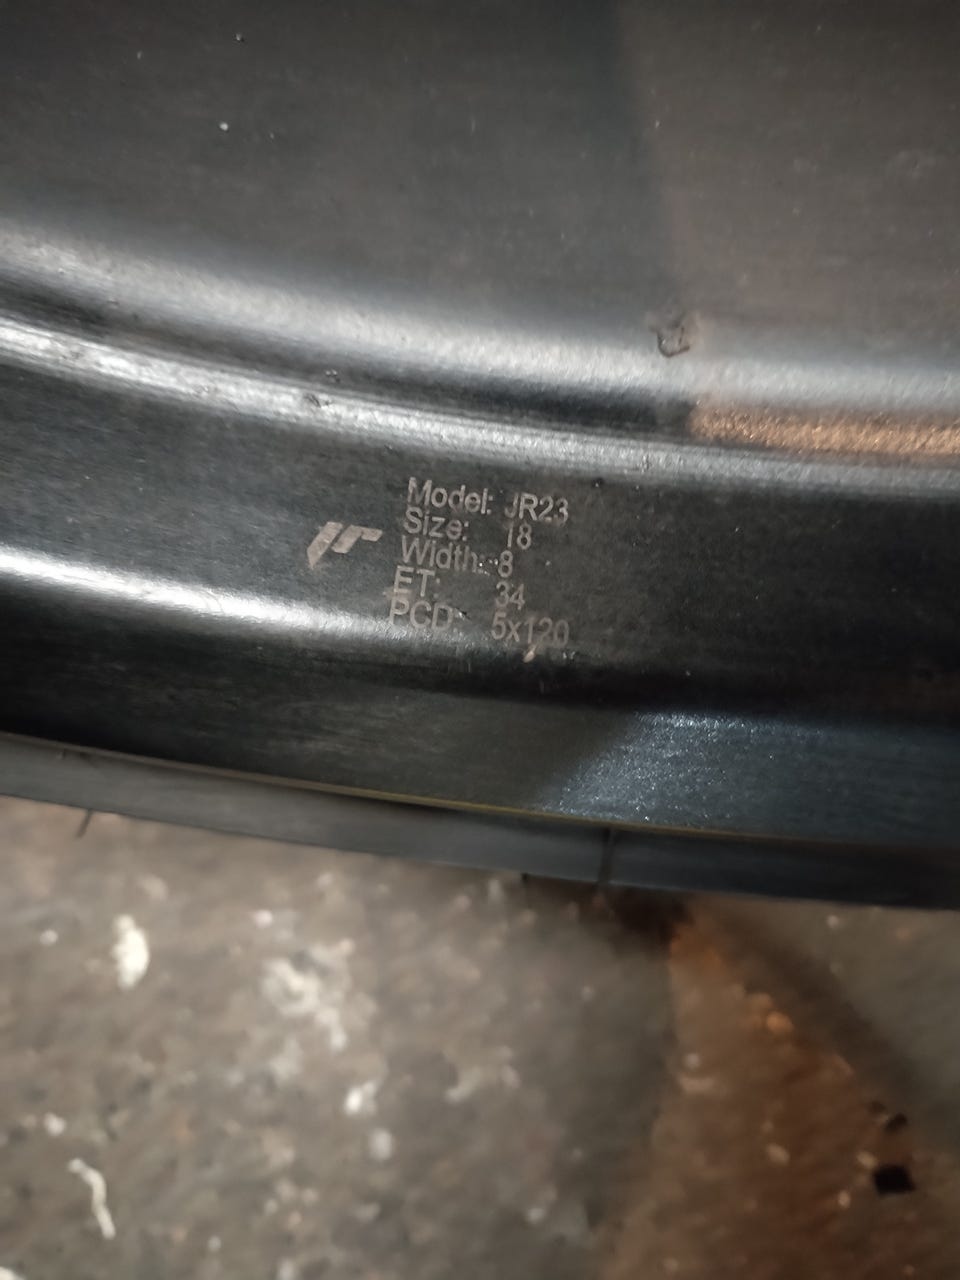 Model: JR23
Size: 18
Width: 8
ET: 34
PCD: 5x120